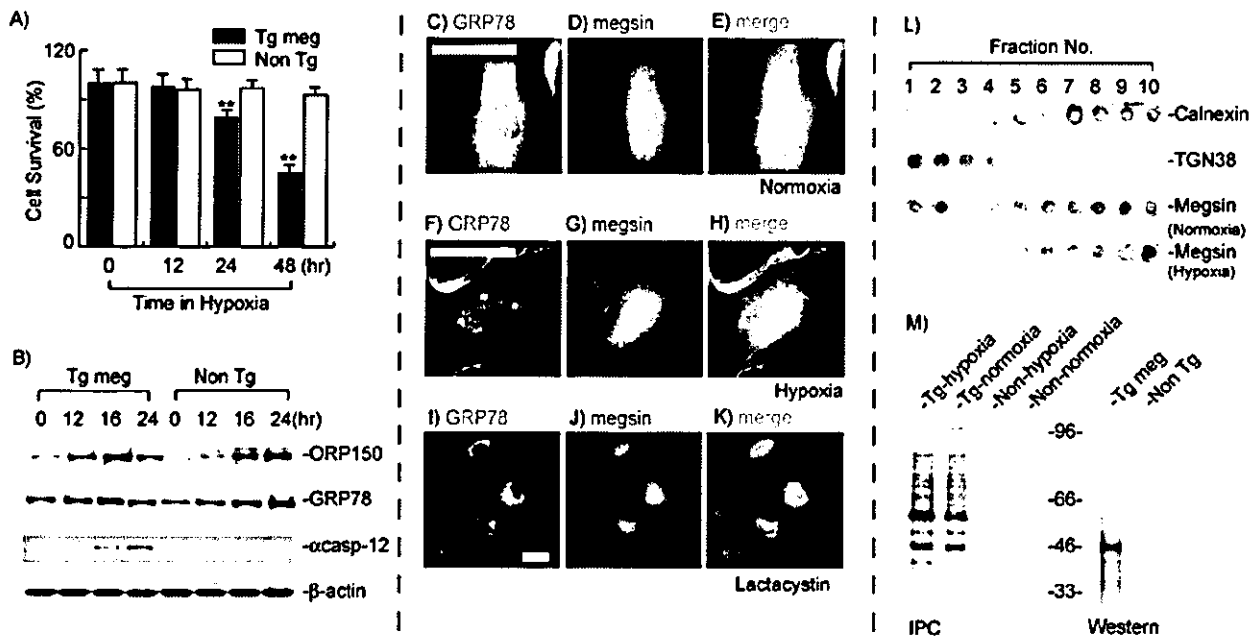 A)
120
60
0
Cell Survival (%)
Tg meg
Non Tg
**
**
0 12 24 48 (hr)
Time in Hypoxia
B)
Tg meg Non Tg
0 12 16 24 0 12 16 24(hr)
-ORP150
-GRP78
-αcasp-12
-β-actin
C) GRP78 D) megsin E) merge
Normoxia
F) GRP78 G) megsin H) merge
Hypoxia
I) GRP78 J) megsin K) merge
Lactacystin
L)
Fraction No.
1 2 3 4 5 6 7 8 9 10
-Calnexin
-TGN38
-Megsin
(Normoxia)
-Megsin
(Hypoxia)
M)
-Tg-hypoxia
-Tg-normoxia
-Non-hypoxia
-Non-normoxia
-Tg meg
-Non Tg
-96-
-66-
-46-
-33-
IPC Western